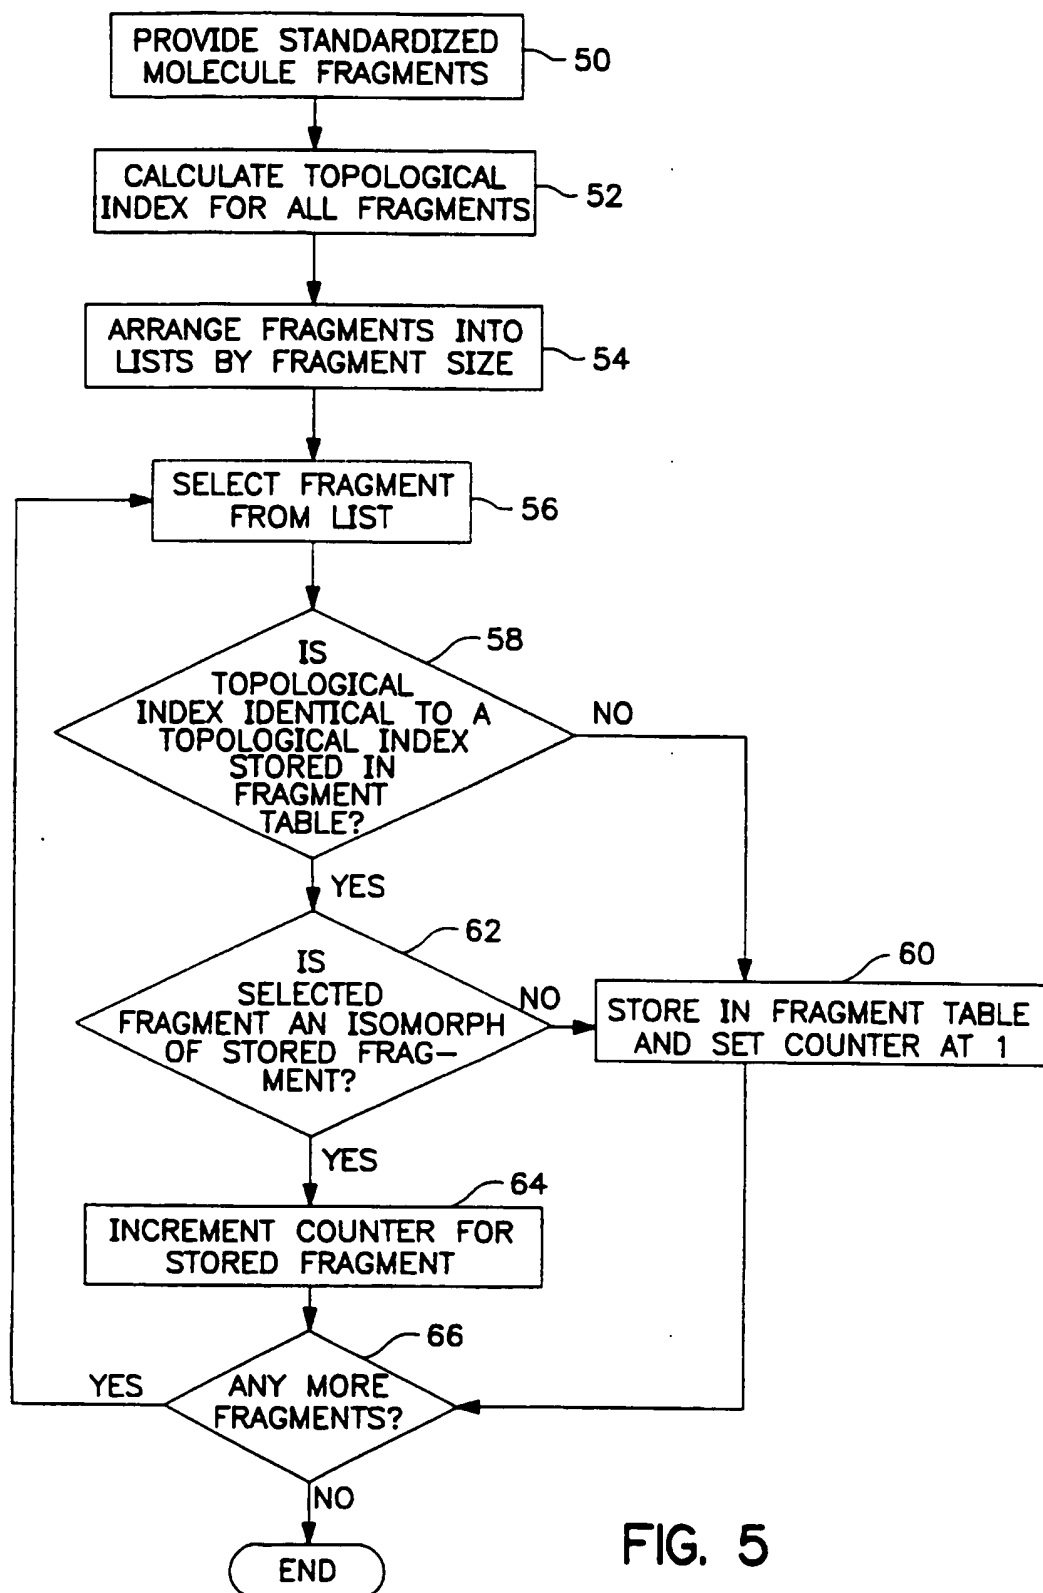 PROVIDE STANDARDIZED
MOLECULE FRAGMENTS
50
CALCULATE TOPOLOGICAL
INDEX FOR ALL FRAGMENTS
52
ARRANGE FRAGMENTS INTO
LISTS BY FRAGMENT SIZE
54
SELECT FRAGMENT
FROM LIST
56
58
IS
TOPOLOGICAL
INDEX IDENTICAL TO A
TOPOLOGICAL INDEX
STORED IN
FRAGMENT
TABLE?
NO
YES
62
IS
SELECTED
FRAGMENT AN ISOMORPH
OF STORED FRAG-
MENT?
NO
60
STORE IN FRAGMENT TABLE
AND SET COUNTER AT 1
YES
64
INCREMENT COUNTER FOR
STORED FRAGMENT
66
YES
ANY MORE
FRAGMENTS?
NO
END
FIG. 5